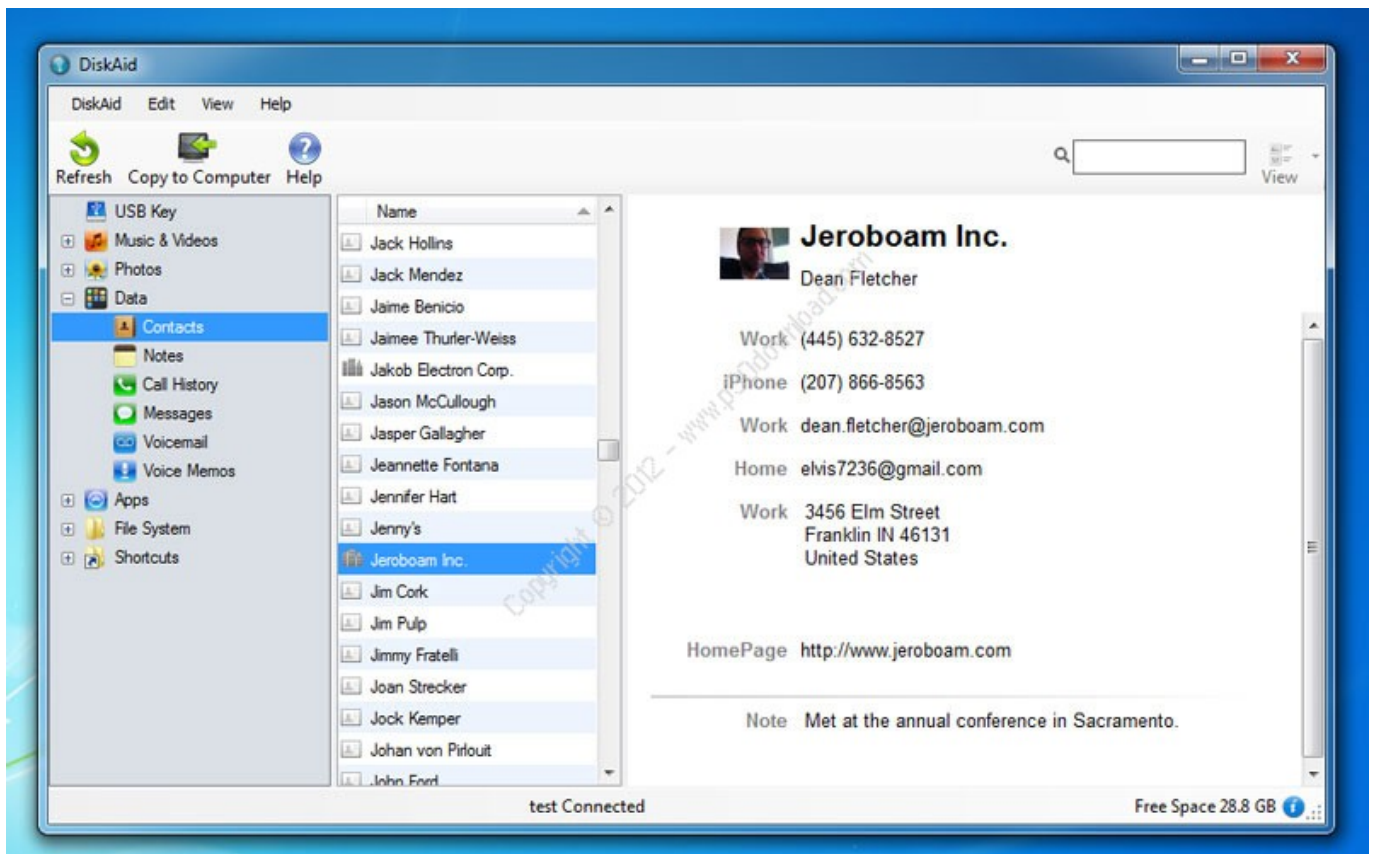 DiskAid
DiskAid Edit View Help
Refresh Copy to Computer Help
View
USB Key
Music & Videos
Photos
Data
Contacts
Notes
Call History
Messages
Voicemail
Voice Memos
Apps
File System
Shortcuts
Name
Jack Hollins
Jack Mendez
Jaime Benicio
Jaimee Thurler-Weiss
Jakob Electron Corp.
Jason McCullough
Jasper Gallagher
Jeannette Fontana
Jennifer Hart
Jenny's
Jeroboam Inc.
Jim Cork
Jim Pulp
Jimmy Fratelli
Joan Strecker
Jock Kemper
Johan von Pirlouit
John Ford
Jeroboam Inc.
Dean Fletcher
Work (445) 632-8527
iPhone (207) 866-8563
Work dean.fletcher@jeroboam.com
Home elvis7236@gmail.com
Work 3456 Elm Street
Franklin IN 46131
United States
HomePage http://www.jeroboam.com
Note Met at the annual conference in Sacramento.
Copyright © 2012 - www.p30download.com
test Connected
Free Space 28.8 GB